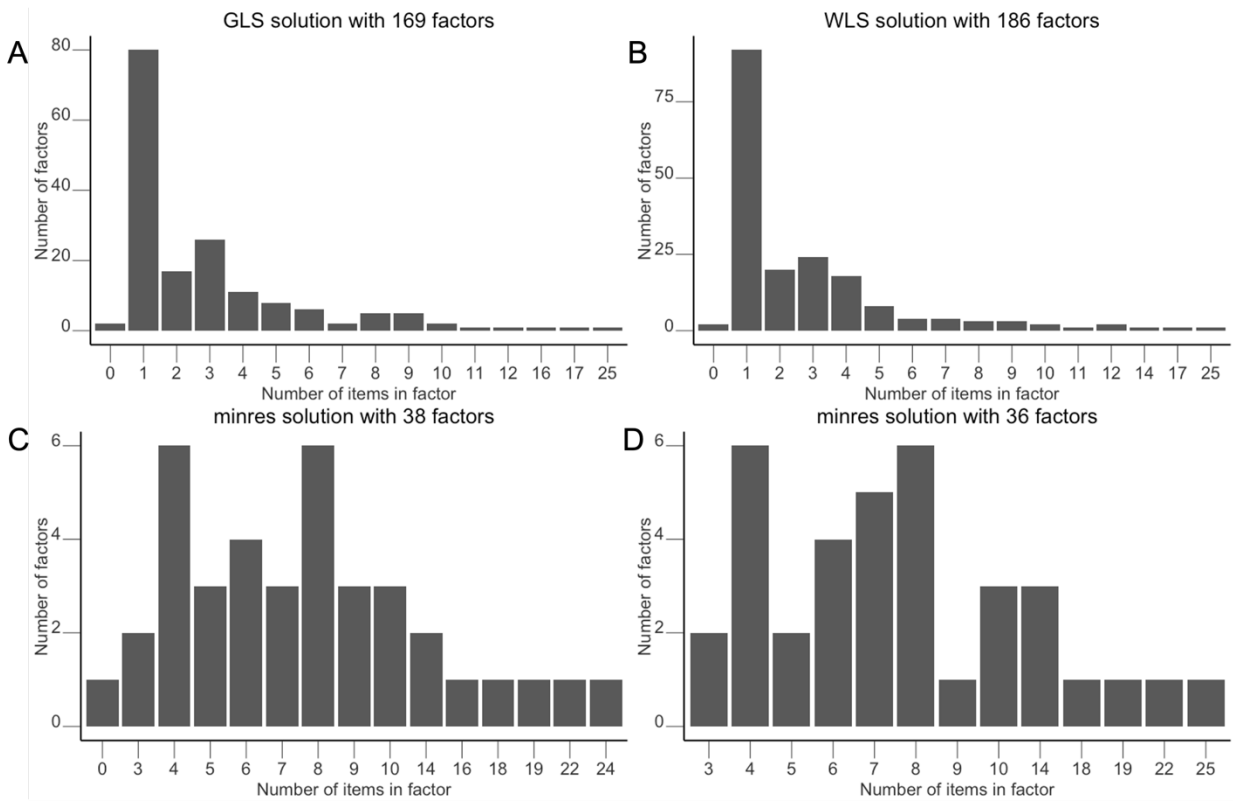 A
GLS solution with 169 factors
Number of factors
80
60
40
20
0
0 1 2 3 4 5 6 7 8 9 10 11 12 16 17 25
Number of items in factor
B
WLS solution with 186 factors
Number of factors
75
50
25
0
0 1 2 3 4 5 6 7 8 9 10 11 12 14 17 25
Number of items in factor
C
minres solution with 38 factors
Number of factors
6
4
2
0
0 3 4 5 6 7 8 9 10 14 16 18 19 22 24
Number of items in factor
D
minres solution with 36 factors
Number of factors
6
4
2
0
3 4 5 6 7 8 9 10 14 18 19 22 25
Number of items in factor